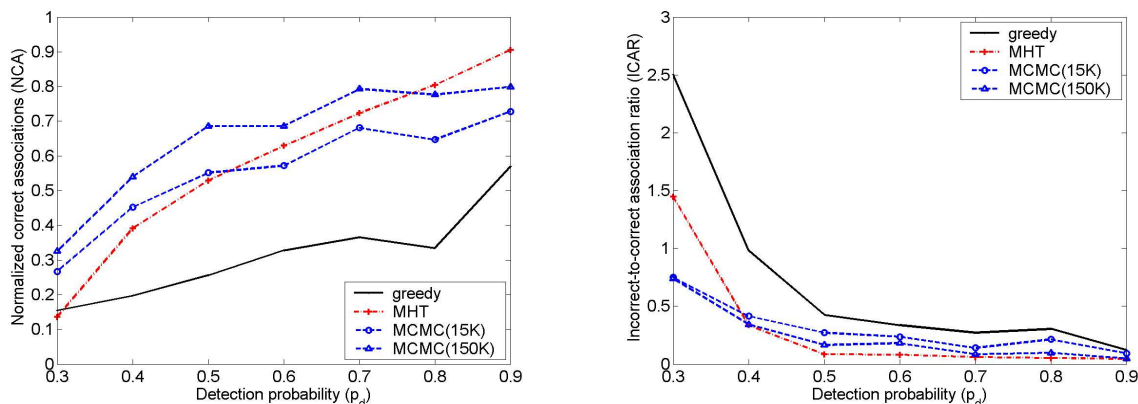 Normalized correct associations (NCA)
1
0.9
0.8
0.7
0.6
0.5
0.4
0.3
0.2
0.1
0
0.3 0.4 0.5 0.6 0.7 0.8 0.9
Detection probability (pd)
greedy
MHT
MCMC(15K)
MCMC(150K)
Incorrect-to-correct association ratio (ICAR)
3
2.5
2
1.5
1
0.5
0
0.3 0.4 0.5 0.6 0.7 0.8 0.9
Detection probability (pd)
greedy
MHT
MCMC(15K)
MCMC(150K)